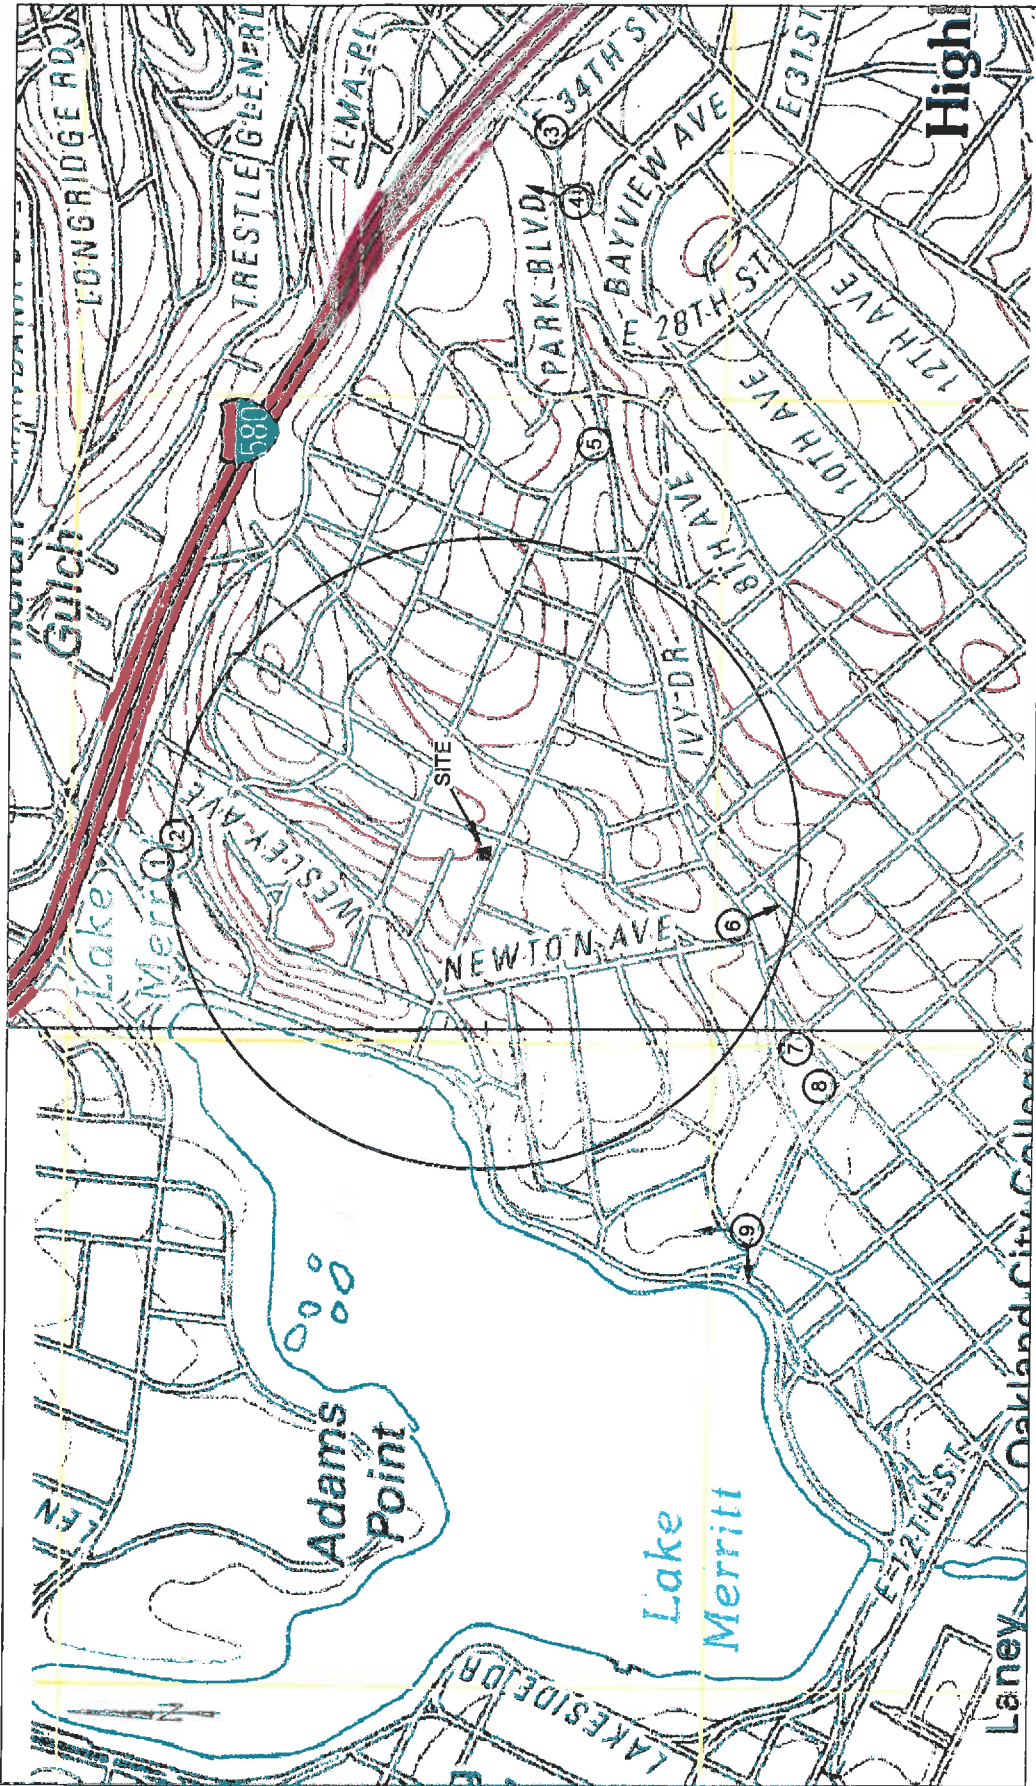 LONGRIDGE RD
TRESTLE GLEN RD
ALMA PL
34TH ST
E 31ST
High
PARK BLVD
BAYVIEW AVE
E 28TH ST
12TH AVE
10TH AVE
8TH AVE
IVY DR
580
Gulch
3
4
5
SITE
WESLEY AVE
1
2
Lake
Merri
NEWTON AVE
6
7
8
9
Adams
Point
LEN
Lake
Merritt
E 12TH ST
Oakland City College
Laney
LAKESIDE DR
N